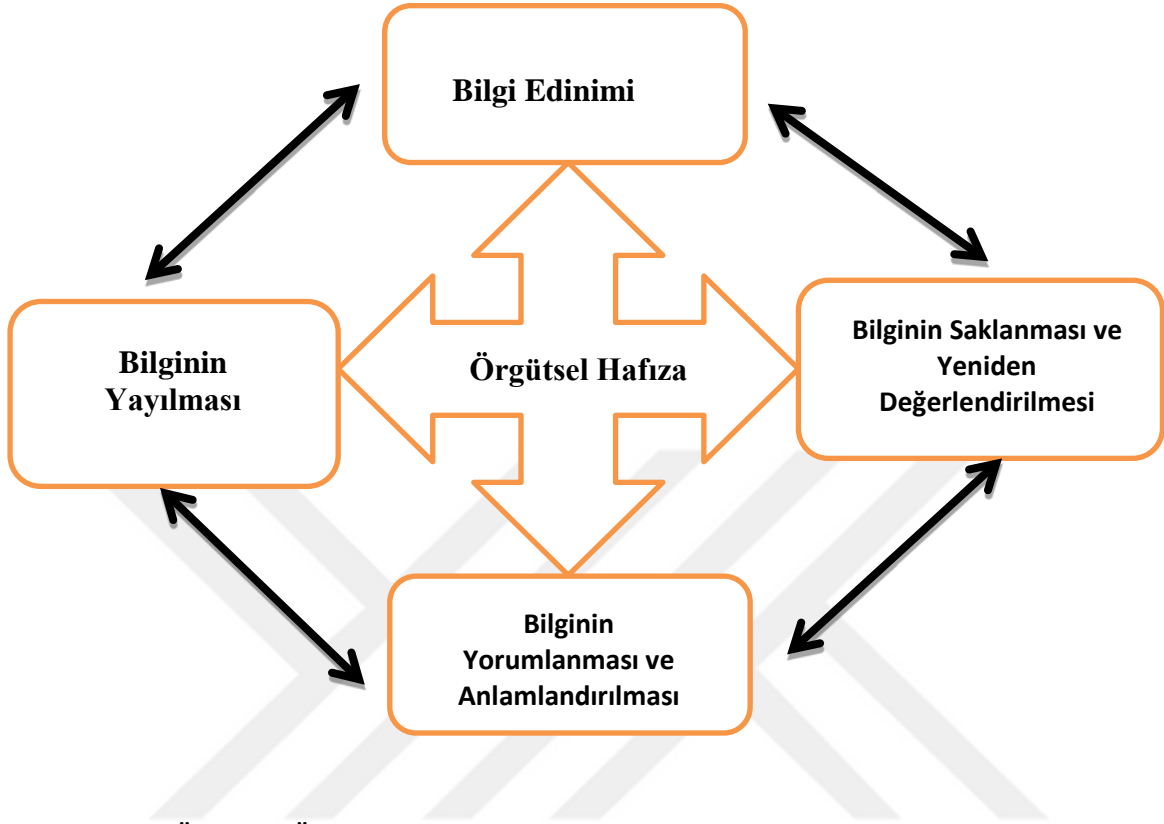 Bilgi Edinimi
Bilginin
Yayılması
Örgütsel Hafıza
Bilginin Saklanması ve
Yeniden
Değerlendirilmesi
Bilginin
Yorumlanması ve
Anlamlandırılması